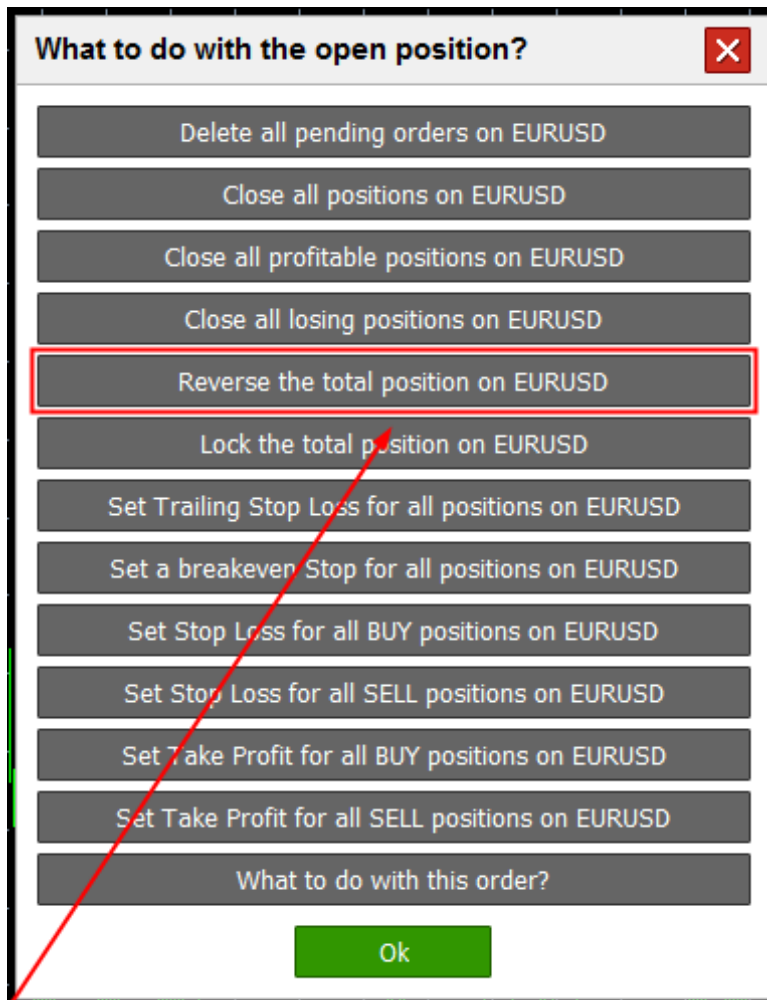 What to do with the open position?
Delete all pending orders on EURUSD
Close all positions on EURUSD
Close all profitable positions on EURUSD
Close all losing positions on EURUSD
Reverse the total position on EURUSD
Lock the total position on EURUSD
Set Trailing Stop Loss for all positions on EURUSD
Set a breakeven Stop for all positions on EURUSD
Set Stop Loss for all BUY positions on EURUSD
Set Stop Loss for all SELL positions on EURUSD
Set Take Profit for all BUY positions on EURUSD
Set Take Profit for all SELL positions on EURUSD
What to do with this order?
Ok